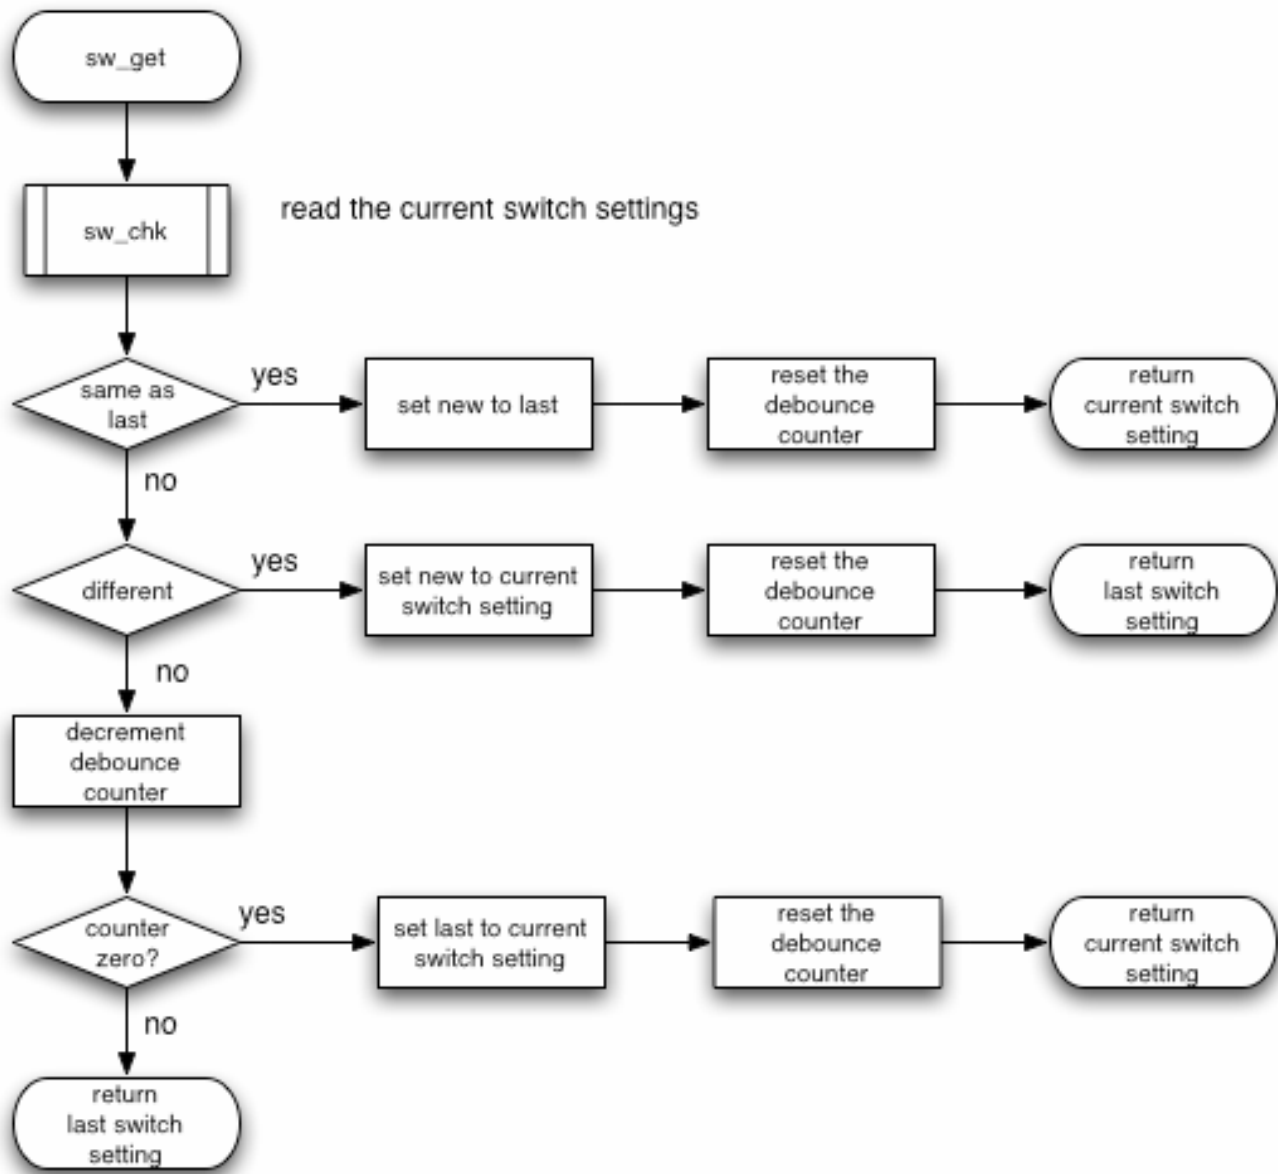 sw_get
sw_chk
read the current switch settings
same as
last
yes
set new to last
reset the
debounce
counter
return
current switch
setting
no
different
yes
set new to current
switch setting
reset the
debounce
counter
return
last switch
setting
no
decrement
debounce
counter
counter
zero?
yes
set last to current
switch setting
reset the
debounce
counter
return
current switch
setting
no
return
last switch
setting